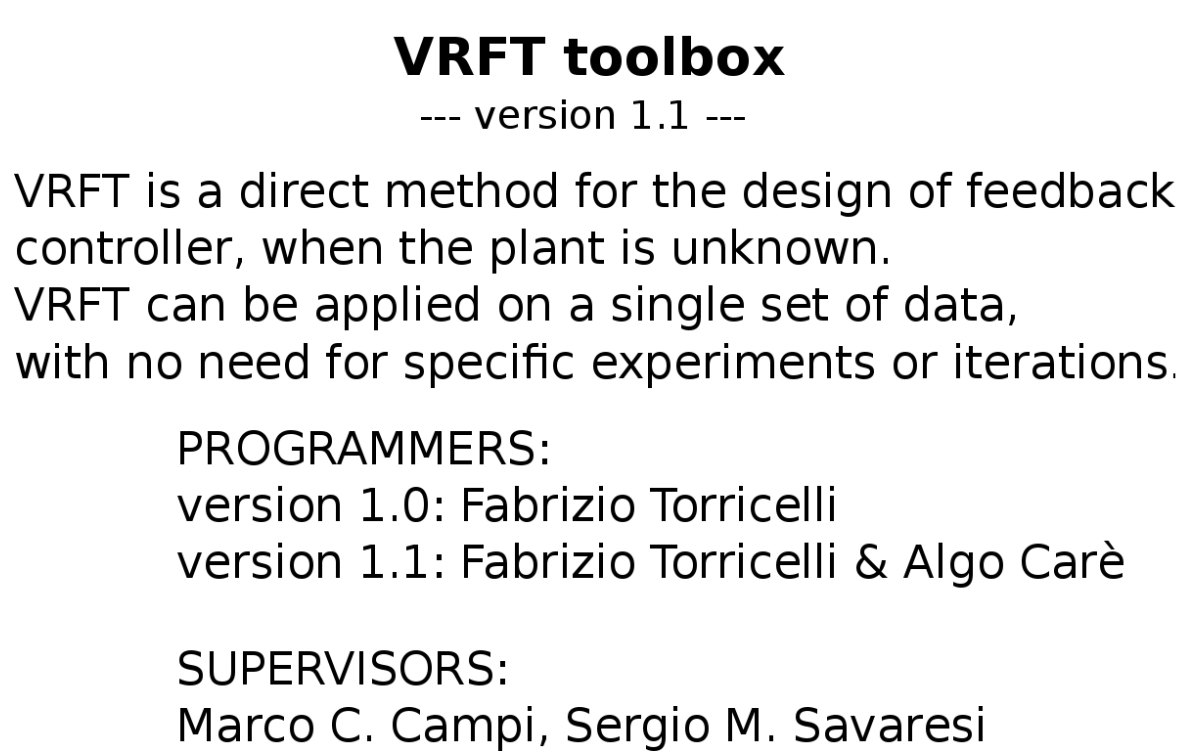 VRFT toolbox
--- version 1.1 ---
VRFT is a direct method for the design of feedback
controller, when the plant is unknown.
VRFT can be applied on a single set of data,
with no need for specific experiments or iterations.
PROGRAMMERS:
version 1.0: Fabrizio Torricelli
version 1.1: Fabrizio Torricelli & Algo Carè
SUPERVISORS:
Marco C. Campi, Sergio M. Savaresi